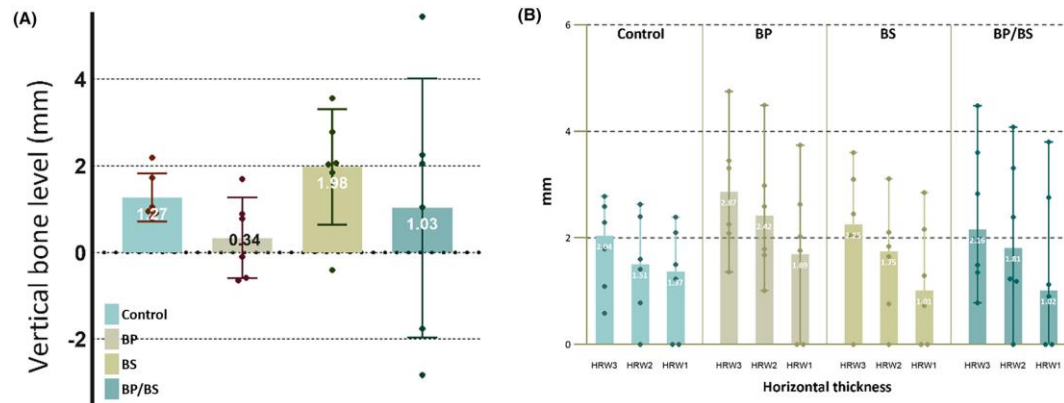 (A)
Vertical bone level (mm)
4
2
0
-2
1.27
0.34
1.98
1.03
Control
BP
BS
BP/BS
(B)
mm
6
4
2
0
Control
BP
BS
BP/BS
2.04
1.51
1.37
2.87
2.42
1.69
2.25
1.75
1.01
2.16
1.81
1.02
HRW3 HRW2 HRW1 HRW3 HRW2 HRW1 HRW3 HRW2 HRW1 HRW3 HRW2 HRW1
Horizontal thickness